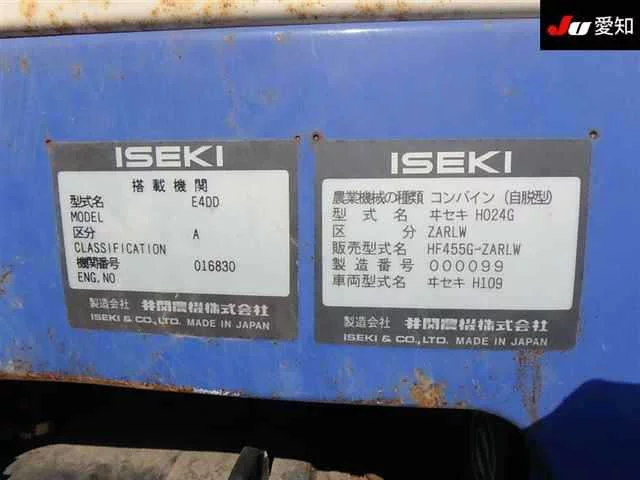 JU 愛知
ISEKI
搭載機関
型式名 E4DD
MODEL
区分 A
CLASSIFICATION
機関番号 016830
ENG.NO
製造会社 井関農機株式会社
ISEKI & CO., LTD. MADE IN JAPAN
ISEKI
農業機械の種類 コンバイン (自脱型)
型式名 ヰセキ HO24G
区分 ZARLW
販売型式名 HF455G-ZARLW
製造番号 000099
車両型式名 ヰセキ H109
製造会社 井関農機株式会社
ISEKI & CO., LTD. MADE IN JAPAN